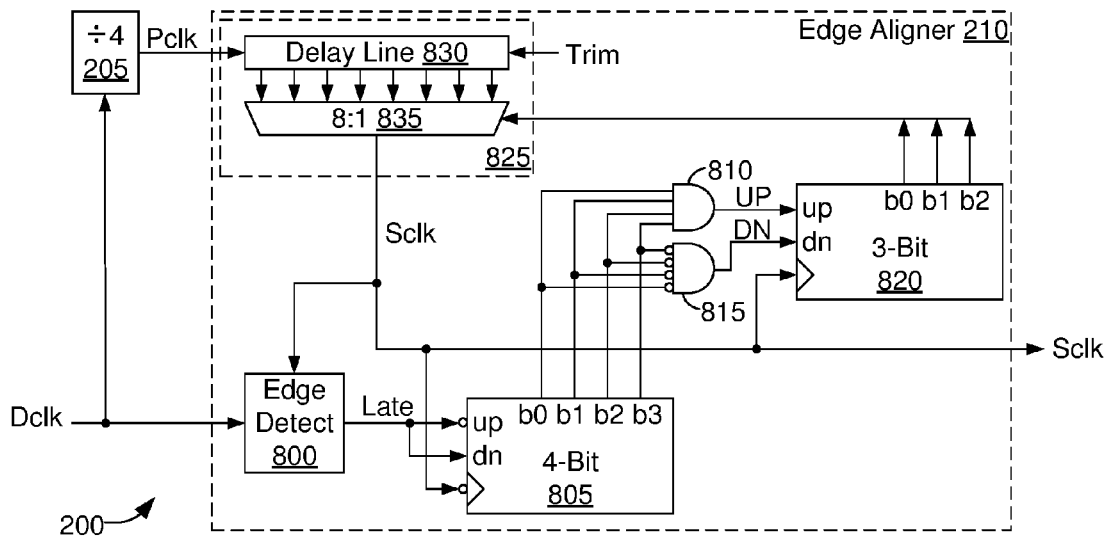 ÷4
205
Pclk
Delay Line 830
Trim
Edge Aligner 210
8:1 835
825
810
UP
DN
b0 b1 b2
up
dn
3-Bit
820
815
Sclk
Sclk
Dclk
Edge
Detect
800
Late
b0 b1 b2 b3
up
dn
4-Bit
805
200